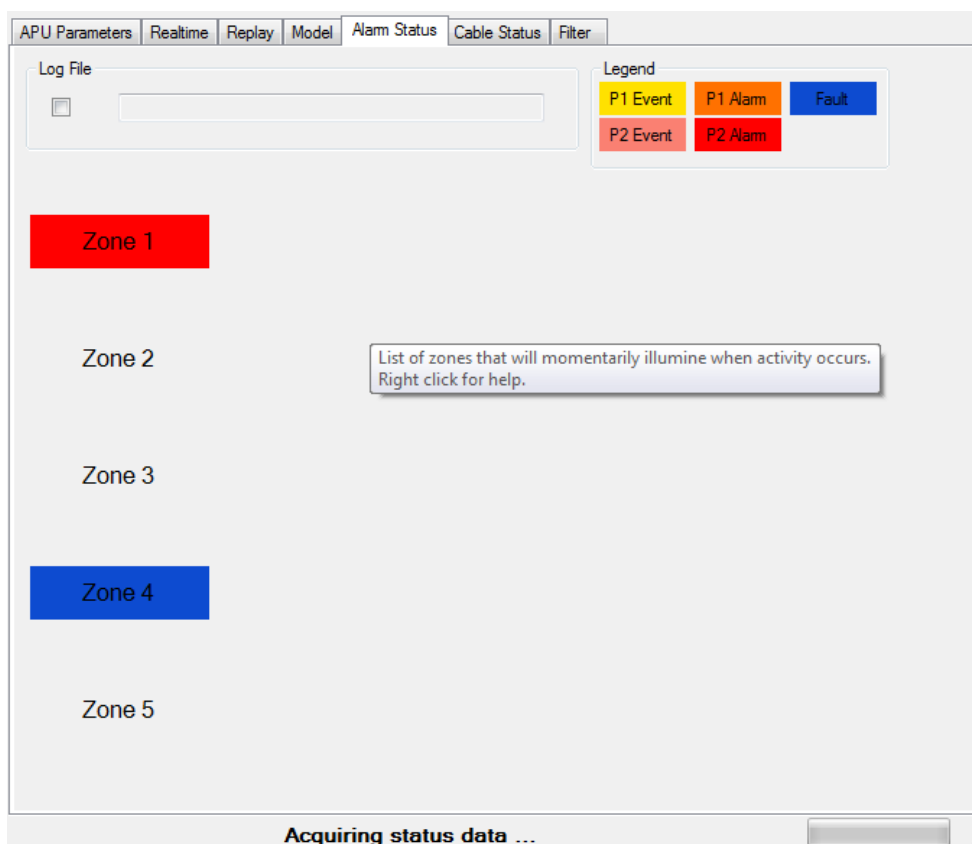 APU Parameters Realtime Replay Model Alarm Status Cable Status Filter
Log File
Legend
P1 Event P1 Alarm Fault
P2 Event P2 Alarm
Zone 1
Zone 2
List of zones that will momentarily illumine when activity occurs.
Right click for help.
Zone 3
Zone 4
Zone 5
Acquiring status data ...